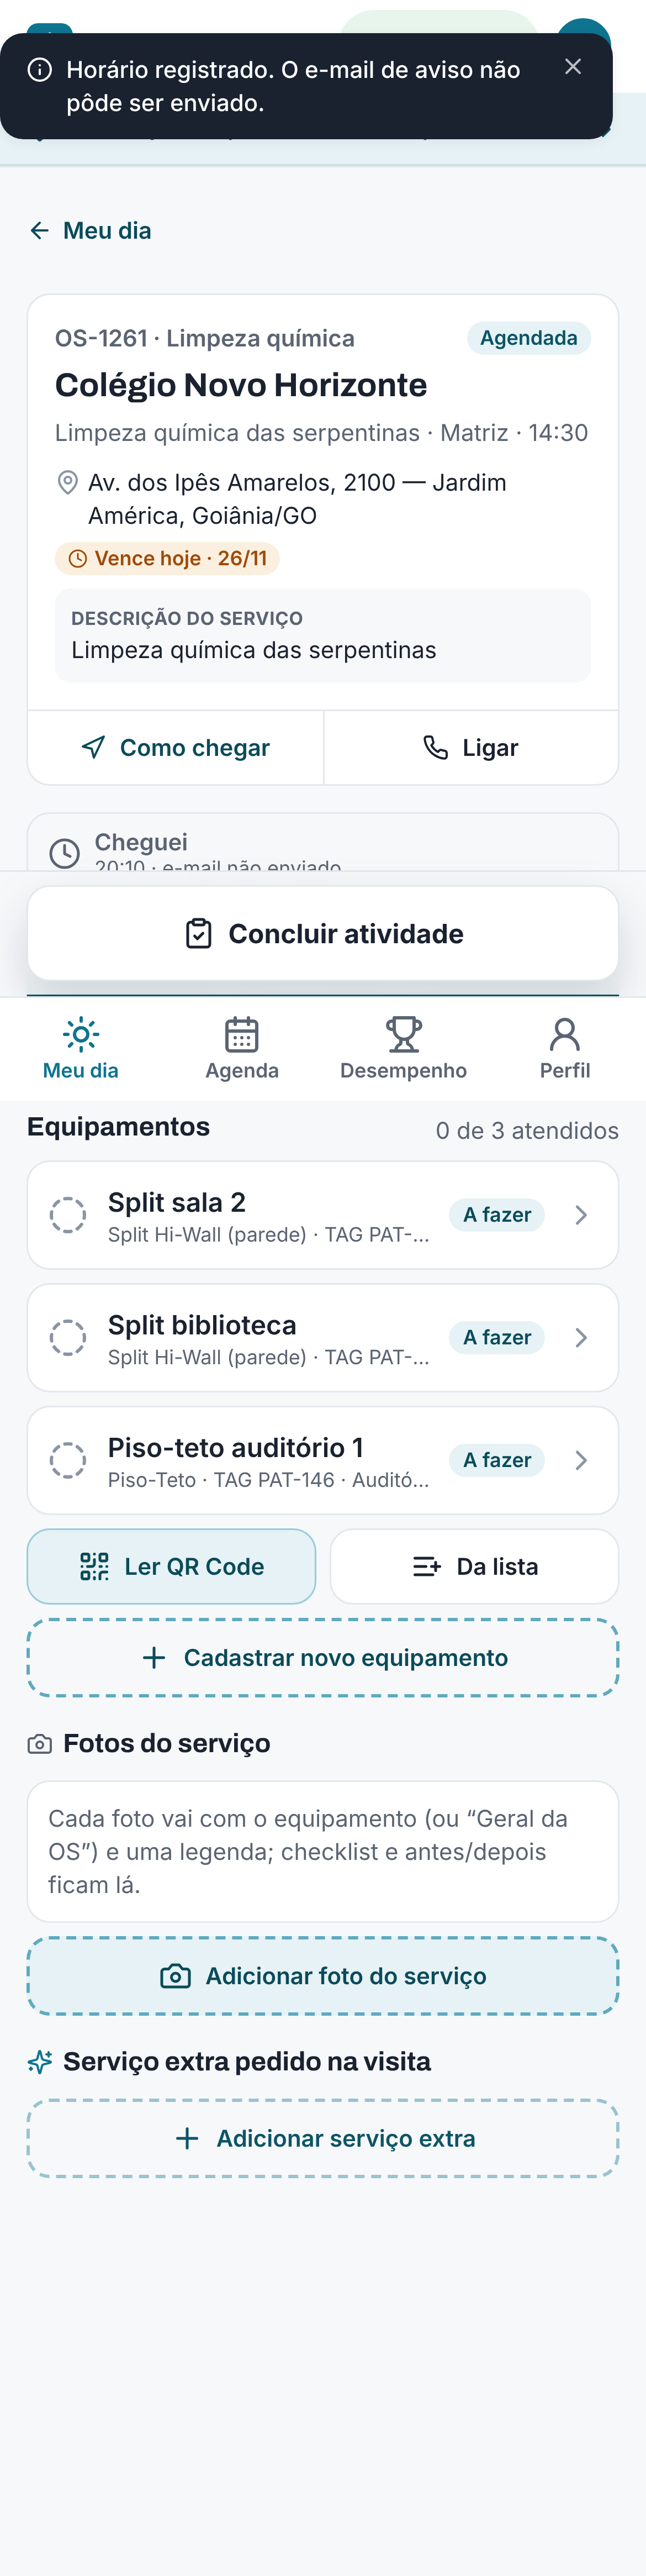 Horário registrado. O e-mail de aviso não
pôde ser enviado.
Meu dia
OS-1261 · Limpeza química
Agendada
Colégio Novo Horizonte
Limpeza química das serpentinas · Matriz · 14:30
Av. dos Ipês Amarelos, 2100 — Jardim
América, Goiânia/GO
Vence hoje · 26/11
DESCRIÇÃO DO SERVIÇO
Limpeza química das serpentinas
Como chegar
Ligar
Cheguei
20:10 · e-mail não enviado
Concluir atividade
Meu dia
Agenda
Desempenho
Perfil
Equipamentos
0 de 3 atendidos
Split sala 2
Split Hi-Wall (parede) · TAG PAT-...
A fazer
Split biblioteca
Split Hi-Wall (parede) · TAG PAT-...
A fazer
Piso-teto auditório 1
Piso-Teto · TAG PAT-146 · Auditó...
A fazer
Ler QR Code
Da lista
Cadastrar novo equipamento
Fotos do serviço
Cada foto vai com o equipamento (ou “Geral da
OS”) e uma legenda; checklist e antes/depois
ficam lá.
Adicionar foto do serviço
Serviço extra pedido na visita
Adicionar serviço extra